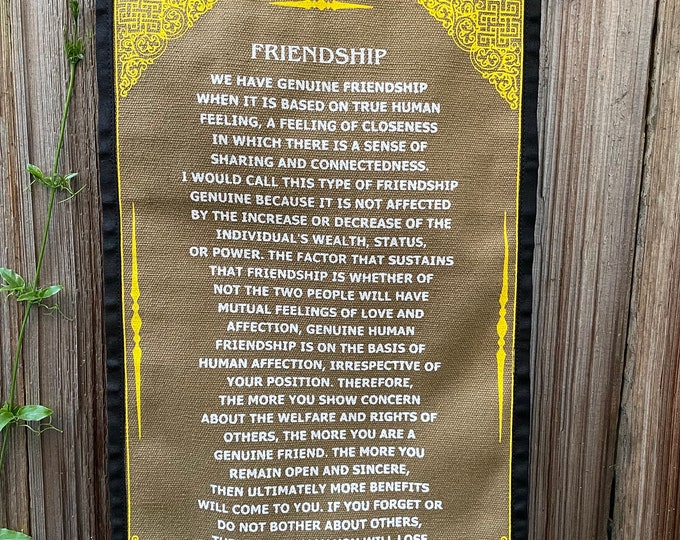 FRIENDSHIP
WE HAVE GENUINE FRIENDSHIP
WHEN IT IS BASED ON TRUE HUMAN
FEELING, A FEELING OF CLOSENESS
IN WHICH THERE IS A SENSE OF
SHARING AND CONNECTEDNESS.
I WOULD CALL THIS TYPE OF FRIENDSHIP
GENUINE BECAUSE IT IS NOT AFFECTED
BY THE INCREASE OR DECREASE OF THE
INDIVIDUAL'S WEALTH, STATUS,
OR POWER. THE FACTOR THAT SUSTAINS
THAT FRIENDSHIP IS WHETHER OF
NOT THE TWO PEOPLE WILL HAVE
MUTUAL FEELINGS OF LOVE AND
AFFECTION, GENUINE HUMAN
FRIENDSHIP IS ON THE BASIS OF
HUMAN AFFECTION, IRRESPECTIVE OF
YOUR POSITION. THEREFORE,
THE MORE YOU SHOW CONCERN
ABOUT THE WELFARE AND RIGHTS OF
OTHERS, THE MORE YOU ARE A
GENUINE FRIEND. THE MORE YOU
REMAIN OPEN AND SINCERE,
THEN ULTIMATELY MORE BENEFITS
WILL COME TO YOU. IF YOU FORGET OR
DO NOT BOTHER ABOUT OTHERS,
YOU WILL LOSE